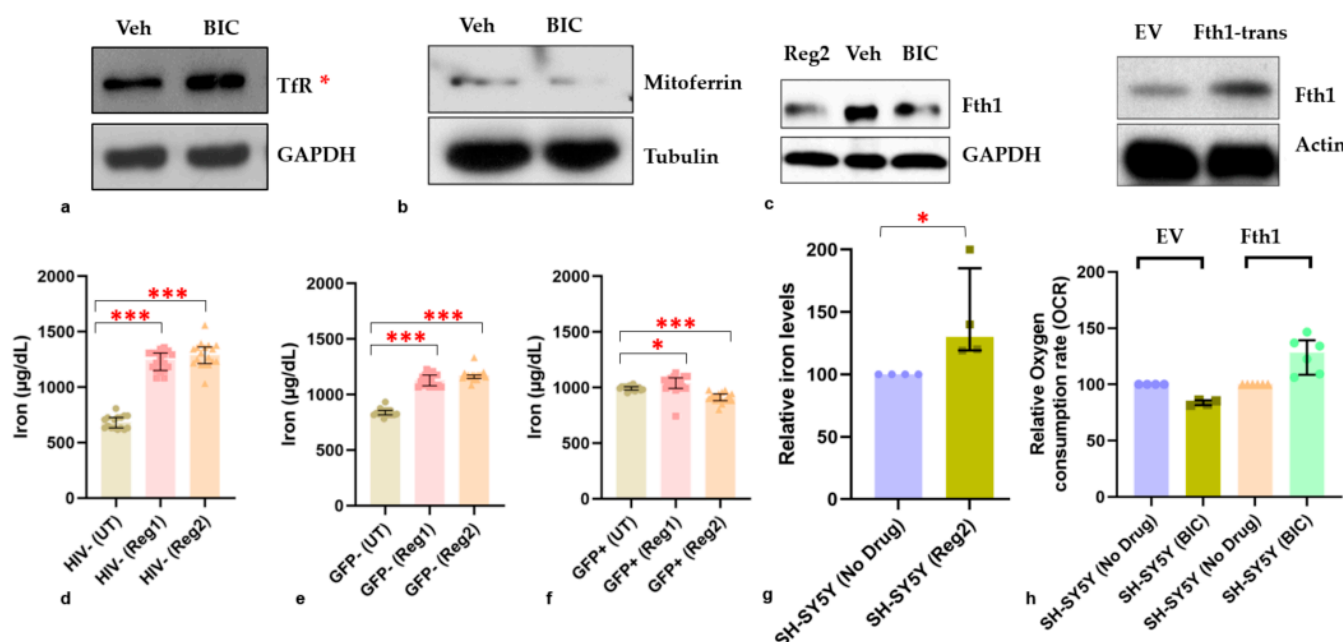 Veh BIC
TfR *
GAPDH
a
Veh BIC
Mitoferrin
Tubulin
b
Reg2 Veh BIC
Fth1
GAPDH
c
EV Fth1-trans
Fth1
Actin
Iron (µg/dL)
2000
1500
1000
500
0
***
***
HIV- (UT)
HIV- (Reg1)
HIV- (Reg2)
d
Iron (µg/dL)
2000
1500
1000
500
0
***
***
GFP- (UT)
GFP- (Reg1)
GFP- (Reg2)
e
Iron (µg/dL)
2000
1500
1000
500
0
***
*
GFP+ (UT)
GFP+ (Reg1)
GFP+ (Reg2)
f
Relative iron levels
200
150
100
50
0
*
SH-SY5Y (No Drug)
SH-SY5Y (Reg2)
g
Relative Oxygen
consumption rate (OCR)
200
150
100
50
0
EV Fth1
SH-SY5Y (No Drug)
SH-SY5Y (BIC)
SH-SY5Y (No Drug)
SH-SY5Y (BIC)
h